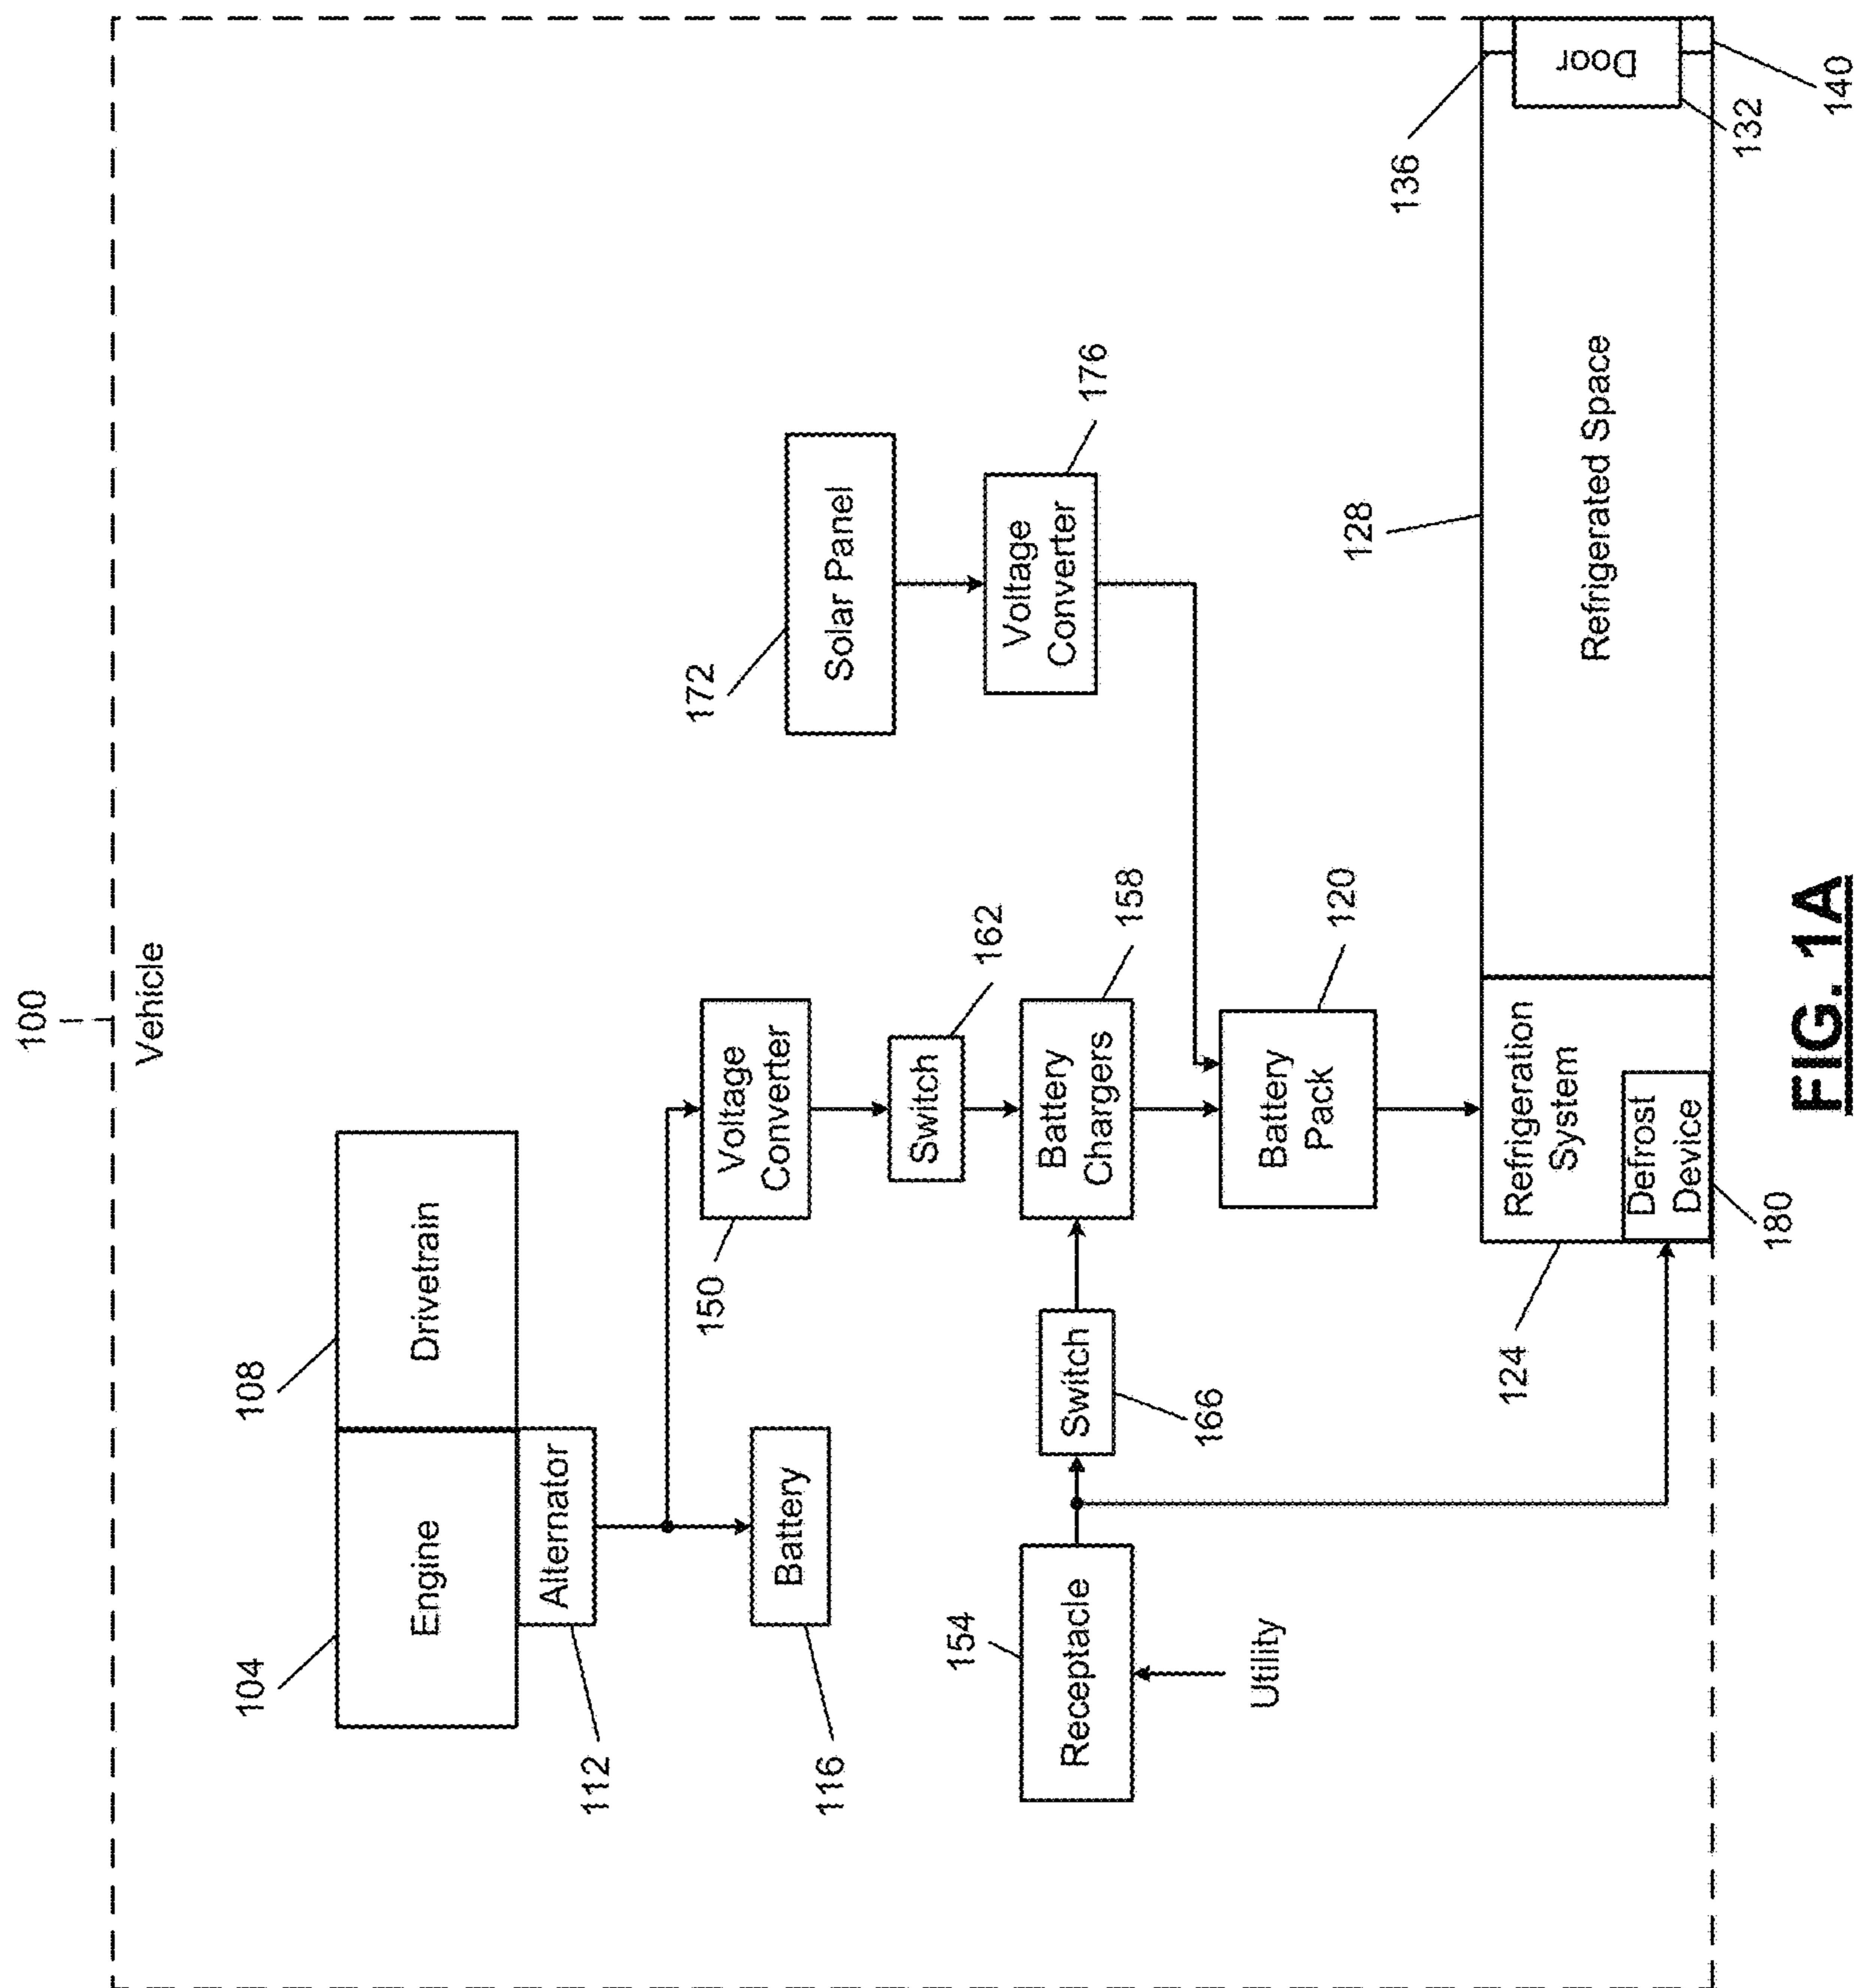 100
Vehicle
104
108
Engine
Drivetrain
Alternator
112
Battery
116
150
Voltage
Converter
162
Switch
172
Solar Panel
176
Voltage
Converter
154
Receptacle
Utility
Switch
166
158
Battery
Chargers
120
Battery
Pack
124
Refrigeration
System
Defrost
Device
180
128
Refrigerated Space
136
Door
132
140
FIG. 1A